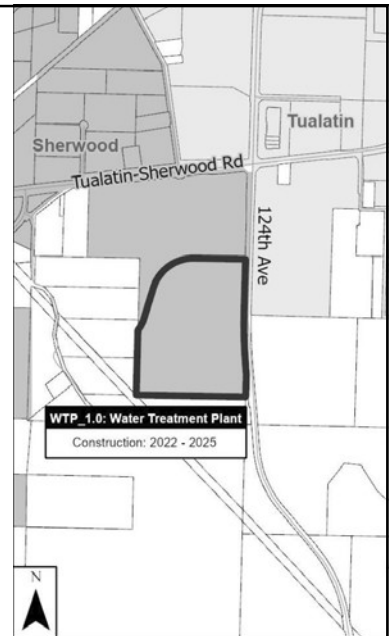 Tualatin
Sherwood
Tualatin-Sherwood Rd
124th Ave
WTP_1.0: Water Treatment Plant
Construction: 2022 - 2025
N